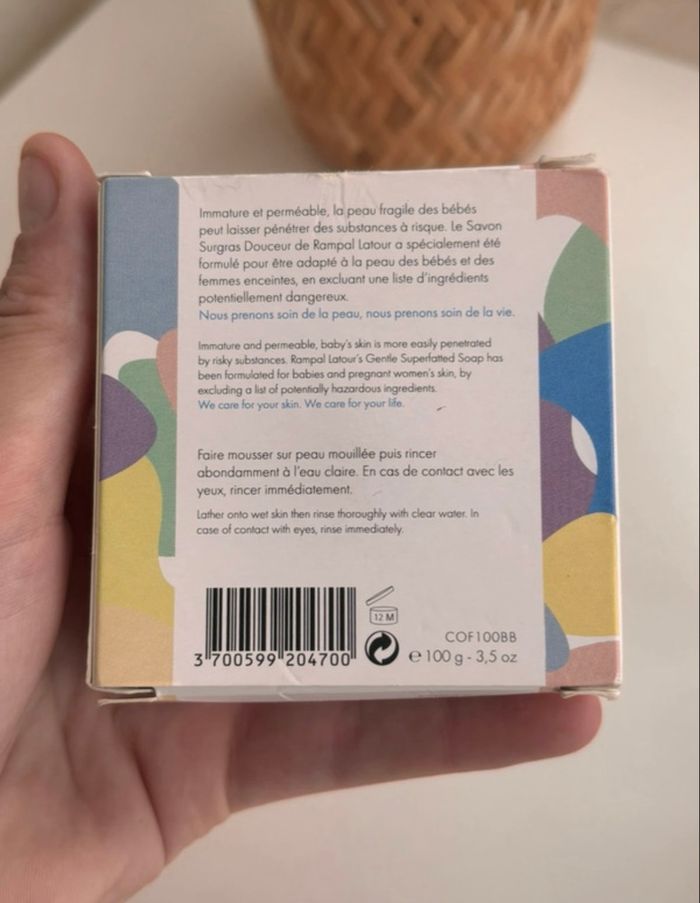 Immature et perméable, la peau fragile des bébés
peut laisser pénétrer des substances à risque. Le Savon
Surgras Douceur de Rampal Latour a spécialement été
formulé pour être adapté à la peau des bébés et des
femmes enceintes, en excluant une liste d'ingrédients
potentiellement dangereux.
Nous prenons soin de la peau, nous prenons soin de la vie.
Immature and permeable, baby's skin is more easily penetrated
by risky substances. Rampal Latour's Gentle Superfatted Soap has
been formulated for babies and pregnant women's skin, by
excluding a list of potentially hazardous ingredients.
We care for your skin. We care for your life.
Faire mousser sur peau mouillée puis rincer
abondamment à l'eau claire. En cas de contact avec les
yeux, rincer immédiatement.
Lather onto wet skin then rinse thoroughly with clear water. In
case of contact with eyes, rinse immediately.
12 M
COF100BB
3 700599 204700
e 100 g - 3,5 oz